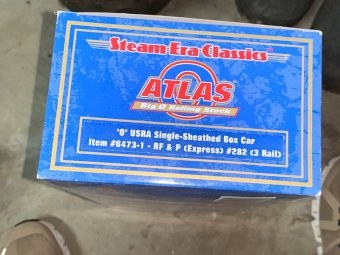 Steam Era Classics
ATLAS
Big O Rolling Stock
'O' USRA Single-Sheathed Box Car
Item #6473-1 - RF & P (Express) #282 (3 Rail)